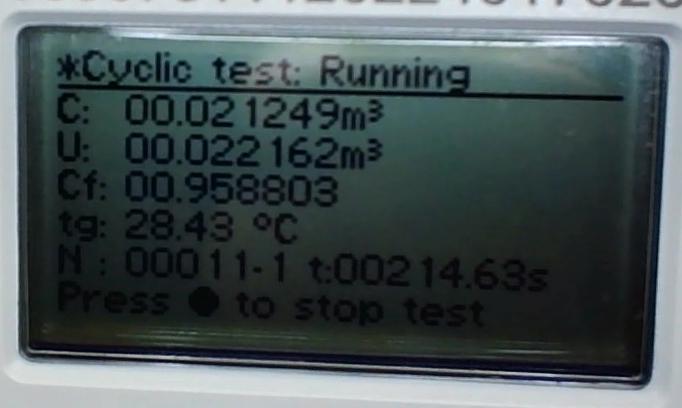 *Cyclic test: Running
C: 00.021249m³
U: 00.022162m³
Cf: 00.958803
tg: 28.43 °C
N : 00011-1 t:00214.63s
Press ● to stop test